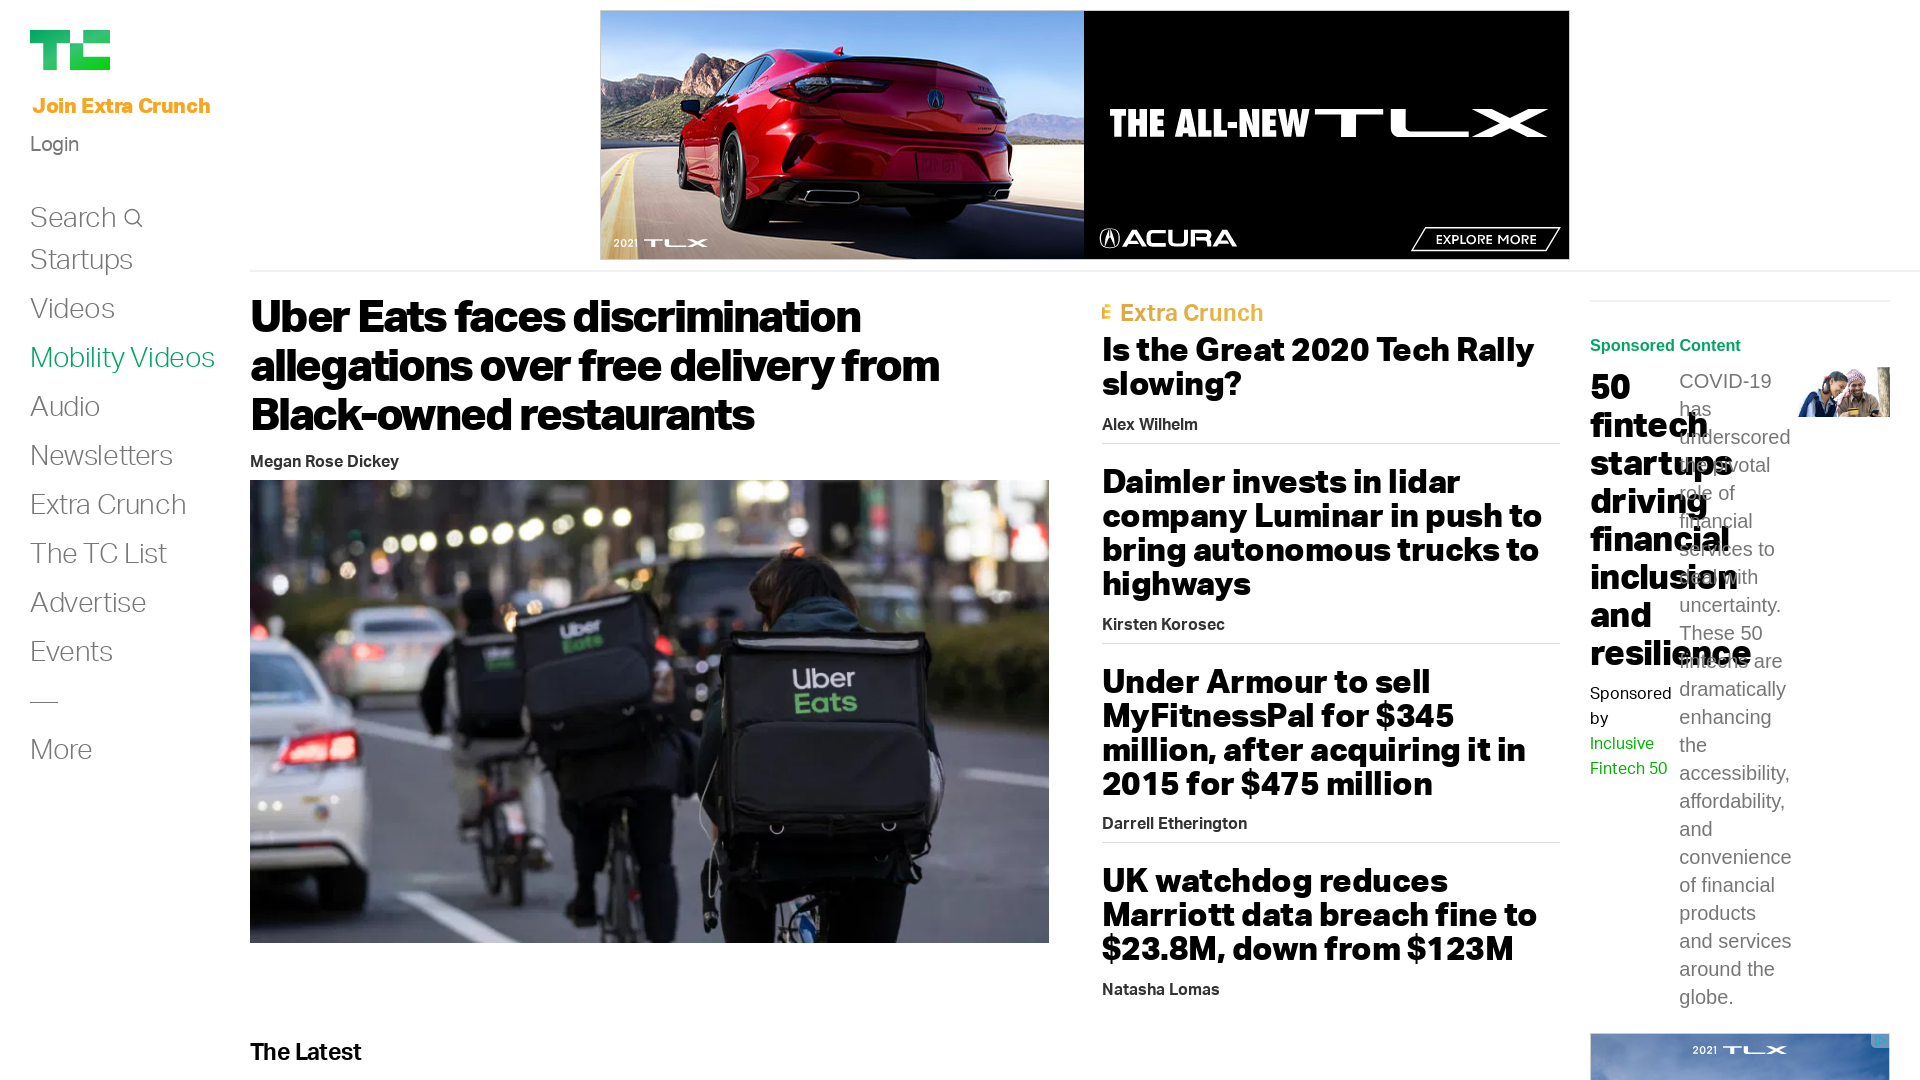 TC
Join Extra Crunch
Login
Search
Startups
Videos
Mobility Videos
Audio
Newsletters
Extra Crunch
The TC List
Advertise
Events
More
2021 TLX
THE ALL-NEW TLX
ACURA
EXPLORE MORE
Uber Eats faces discrimination
allegations over free delivery from
Black-owned restaurants
Megan Rose Dickey
Uber
Eats
Uber
Eats
Extra Crunch
Is the Great 2020 Tech Rally
slowing?
Alex Wilhelm
Daimler invests in lidar
company Luminar in push to
bring autonomous trucks to
highways
Kirsten Korosec
Under Armour to sell
MyFitnessPal for $345
million, after acquiring it in
2015 for $475 million
Darrell Etherington
UK watchdog reduces
Marriott data breach fine to
$23.8M, down from $123M
Natasha Lomas
Sponsored Content
50
fintech
startups
driving
financial
inclusion
and
resilience
Sponsored
by
Inclusive
Fintech 50
COVID-19
has
underscored
the pivotal
role of
financial
services to
deal with
uncertainty.
These 50
fintechs are
dramatically
enhancing
the
accessibility,
affordability,
and
convenience
of financial
products
and services
around the
globe.
2021 TLX
The Latest